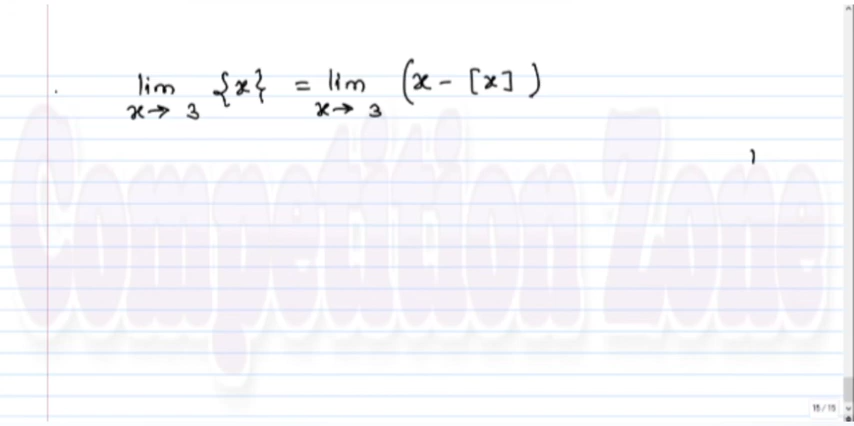 lim {x} = lim (x - [x])
x→3 x→3
Competition Zone
15/15